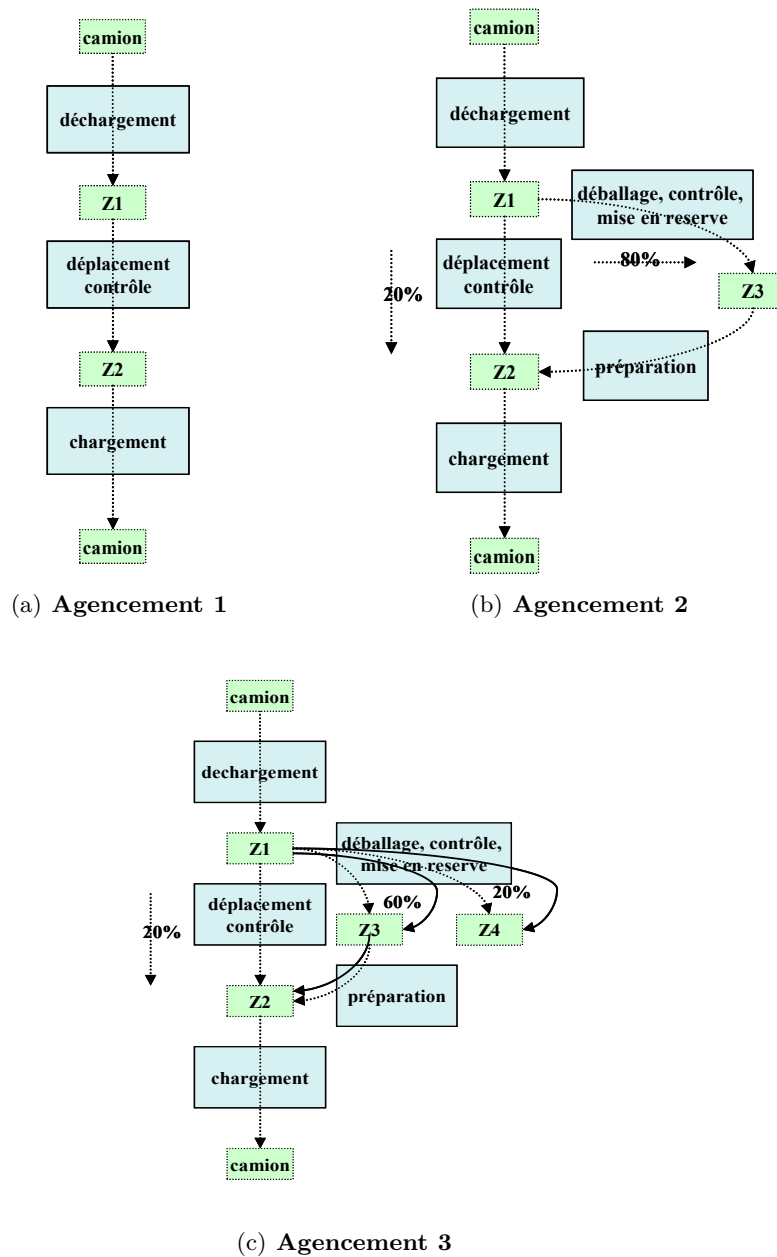 camion
déchargement
Z1
déplacement
contrôle
Z2
chargement
camion
(a) Agencement 1
camion
déchargement
Z1
déballage, contrôle,
mise en reserve
80%
20%
déplacement
contrôle
Z3
Z2
préparation
chargement
camion
(b) Agencement 2
camion
dechargement
Z1
déballage, contrôle,
mise en reserve
20%
déplacement
contrôle
60%
20%
Z3
Z4
Z2
préparation
chargement
camion
(c) Agencement 3